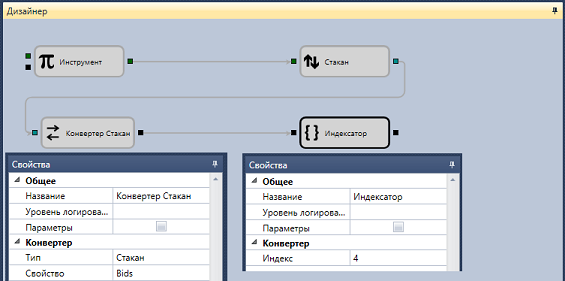 Дизайнер
Инструмент
Стакан
Конвертер Стакан
Индексатор
Свойства
Общее
Название Конвертер Стакан
Уровень логирова...
Параметры
Конвертер
Тип Стакан
Свойство Bids
Свойства
Общее
Название Индексатор
Уровень логирова...
Параметры
Конвертер
Индекс 4